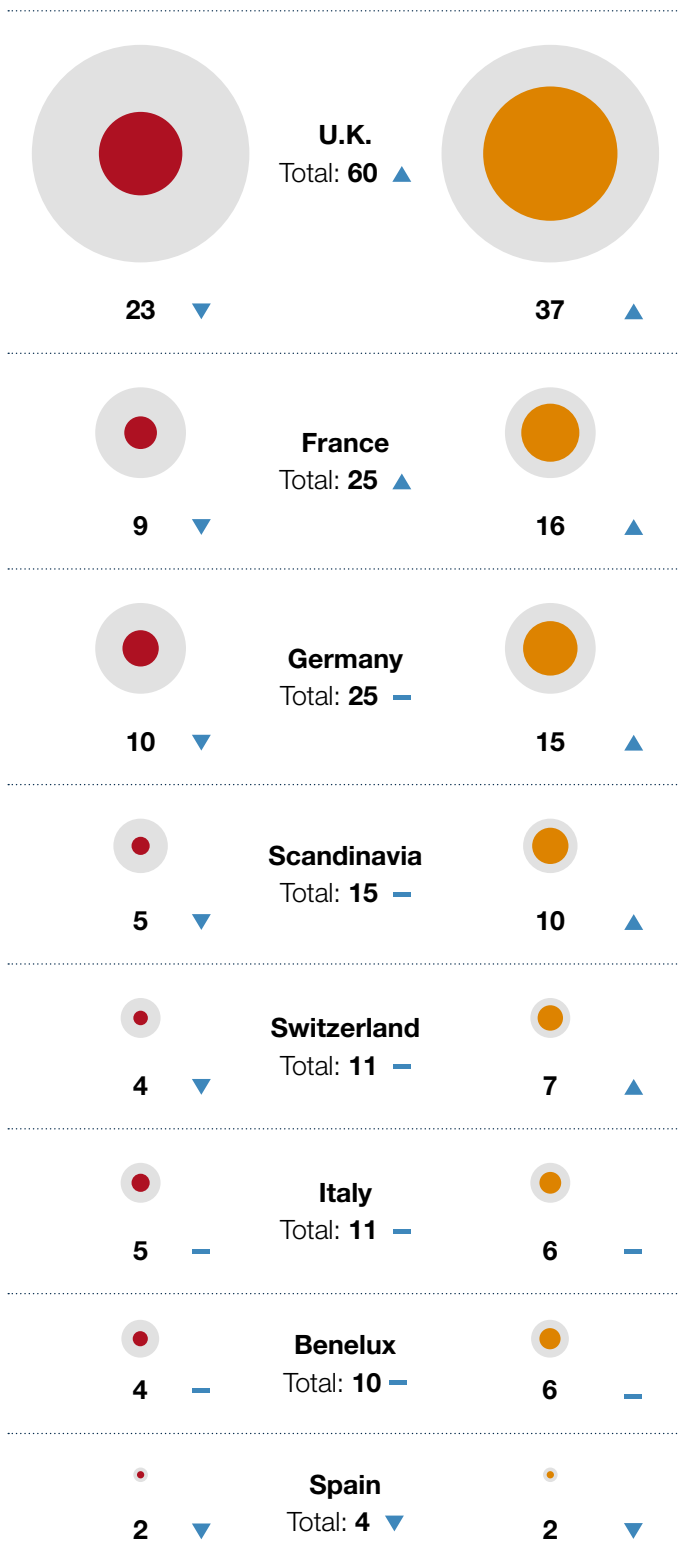 U.K.
Total: 60
23
37
France
Total: 25
9
16
Germany
Total: 25
10
15
Scandinavia
Total: 15
5
10
Switzerland
Total: 11
4
7
Italy
Total: 11
5
6
Benelux
Total: 10
4
6
Spain
Total: 4
2
2